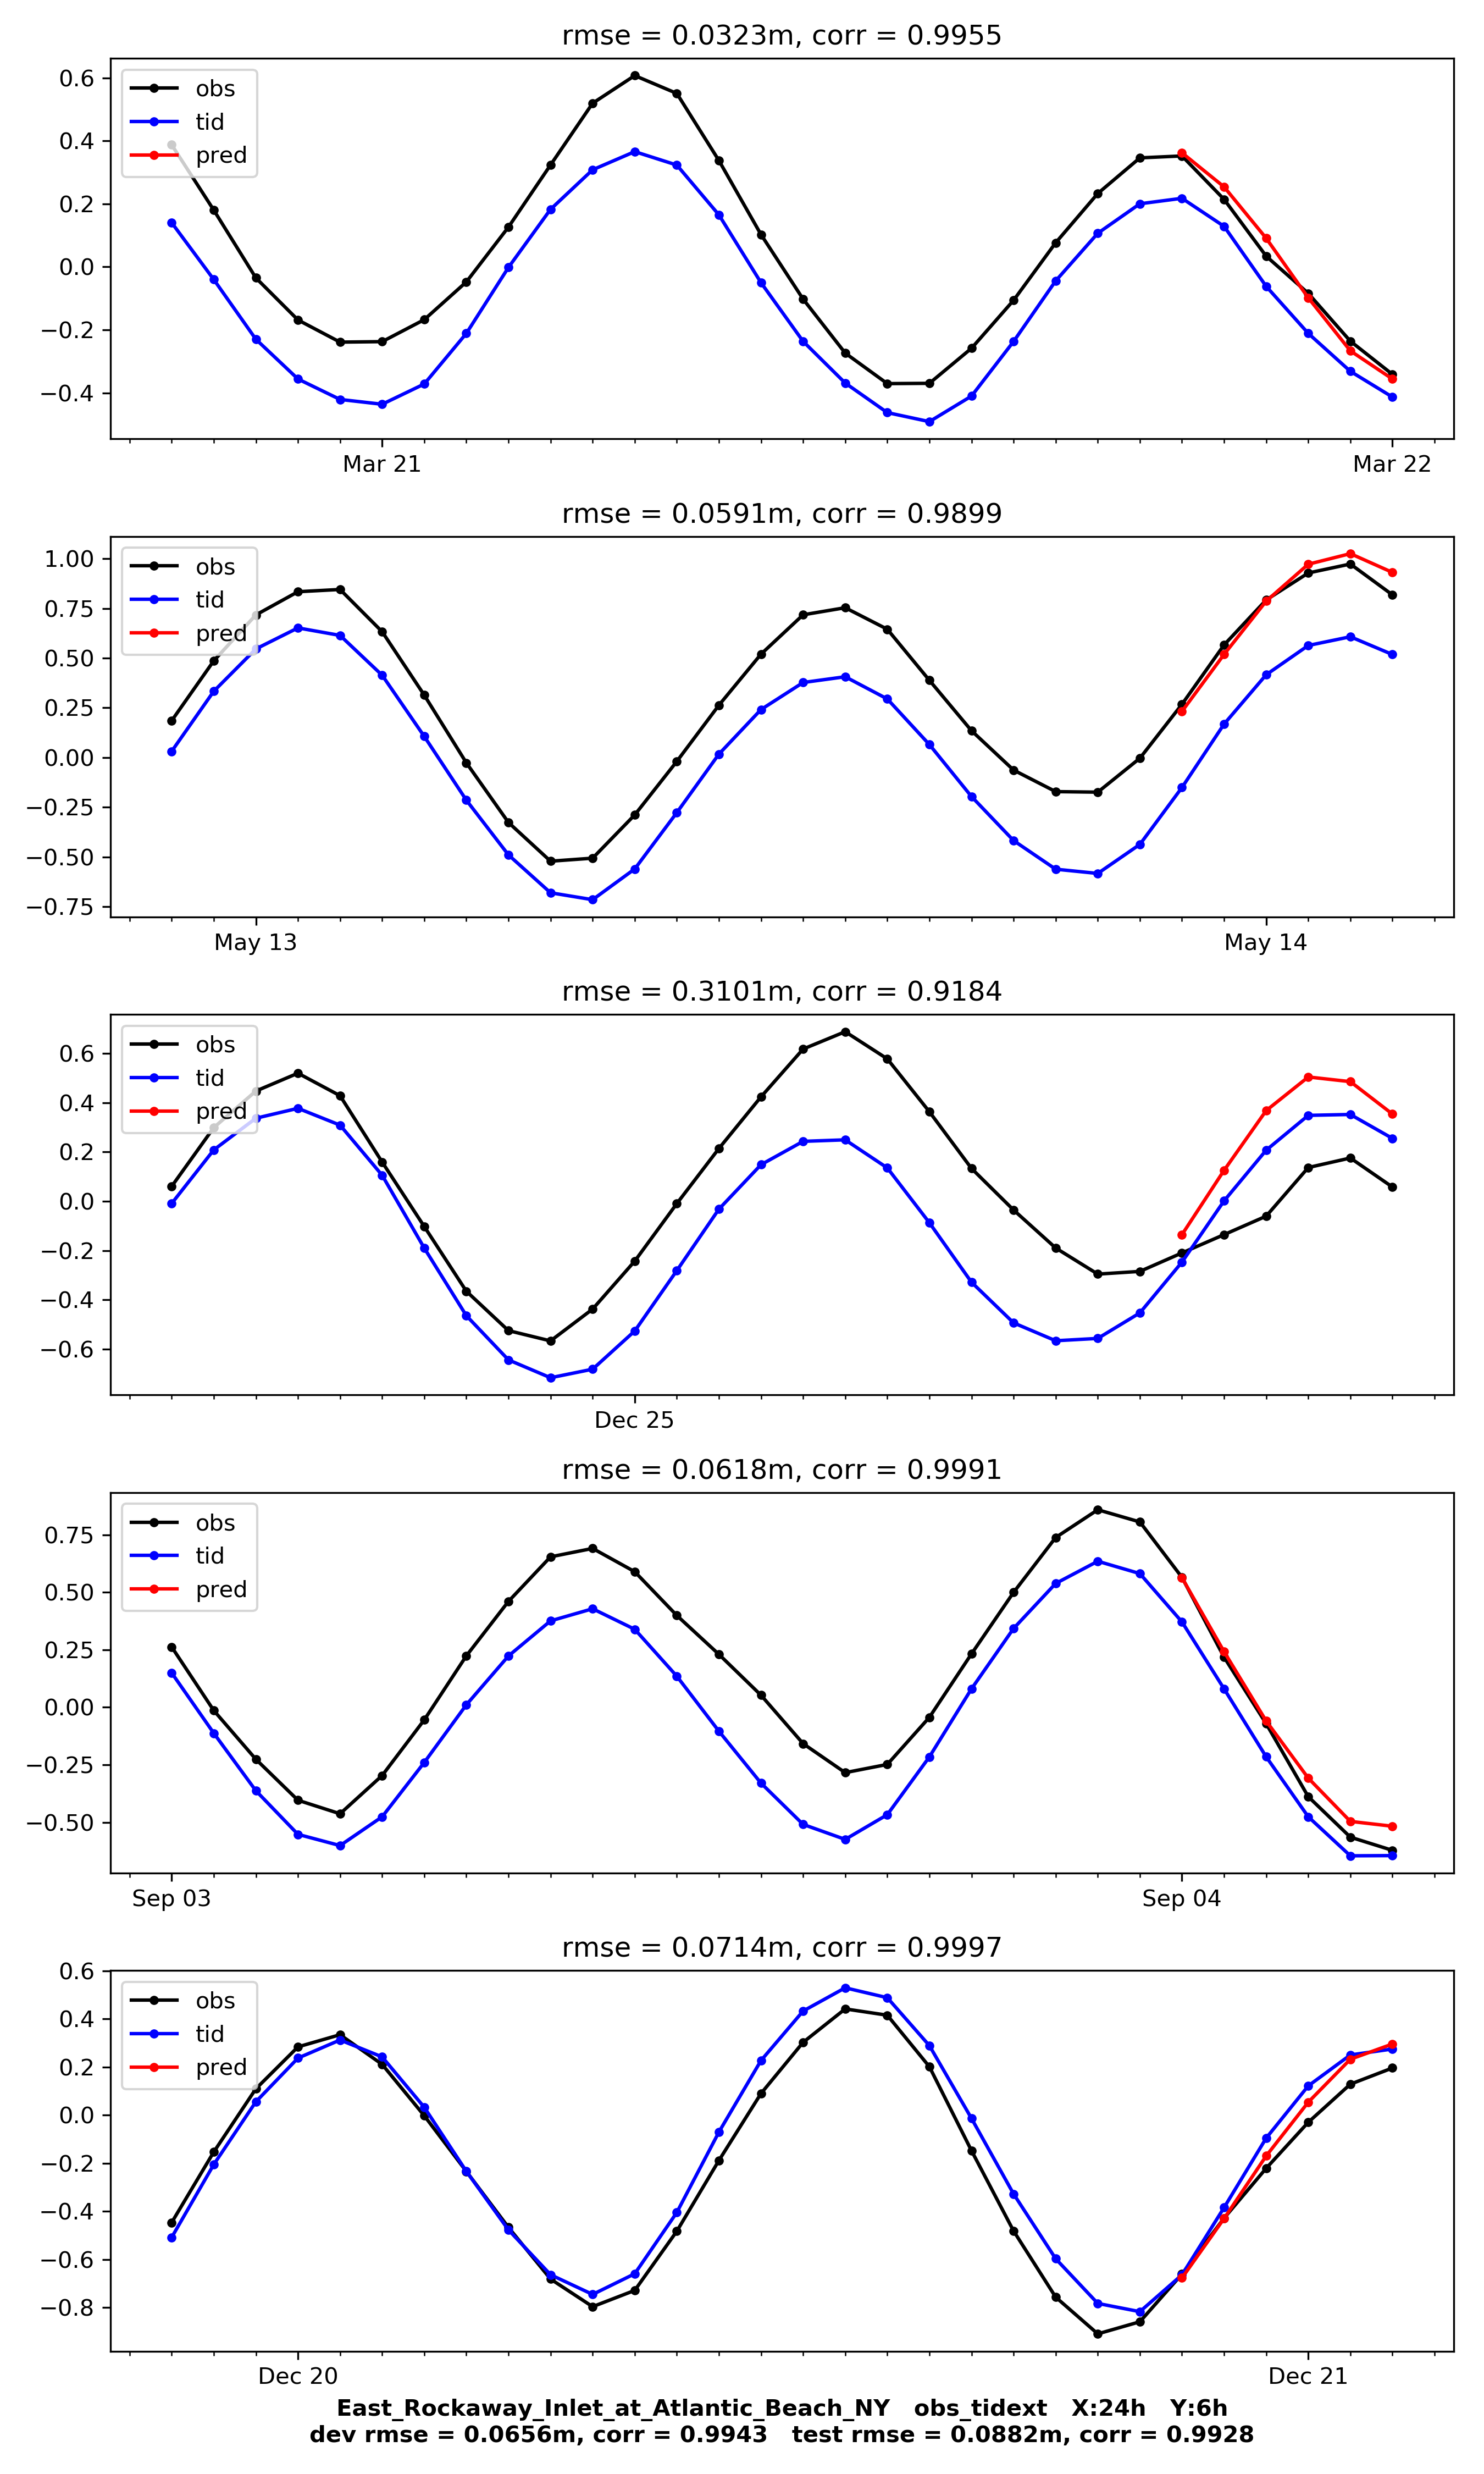 rmse = 0.0323m, corr = 0.9955
obs
tid
pred
0.6
0.4
0.2
0.0
−0.2
−0.4
Mar 21 Mar 22
rmse = 0.0591m, corr = 0.9899
obs
tid
pred
1.00
0.75
0.50
0.25
0.00
−0.25
−0.50
−0.75
May 13 May 14
rmse = 0.3101m, corr = 0.9184
obs
tid
pred
0.6
0.4
0.2
0.0
−0.2
−0.4
−0.6
Dec 25
rmse = 0.0618m, corr = 0.9991
obs
tid
pred
0.75
0.50
0.25
0.00
−0.25
−0.50
Sep 03 Sep 04
rmse = 0.0714m, corr = 0.9997
obs
tid
pred
0.6
0.4
0.2
0.0
−0.2
−0.4
−0.6
−0.8
Dec 20 Dec 21
East_Rockaway_Inlet_at_Atlantic_Beach_NY obs_tidext X:24h Y:6h
dev rmse = 0.0656m, corr = 0.9943 test rmse = 0.0882m, corr = 0.9928